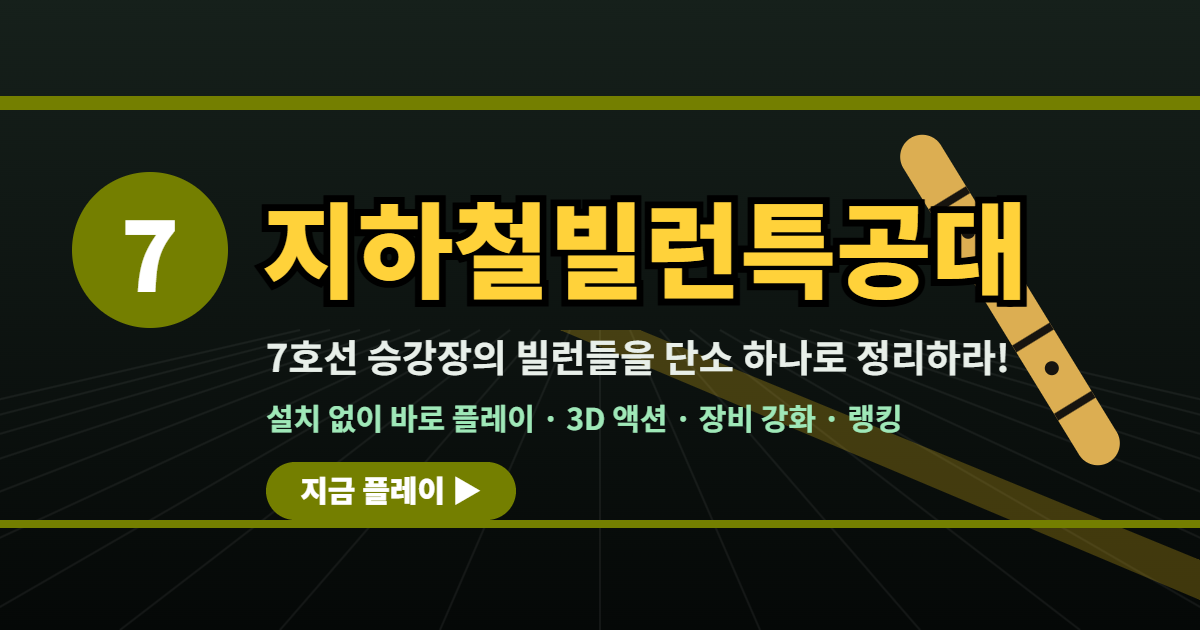 7
지하철빌런특공대
7호선 승강장의 빌런들을 단소 하나로 정리하라!
설치 없이 바로 플레이 · 3D 액션 · 장비 강화 · 랭킹
지금 플레이 ▶